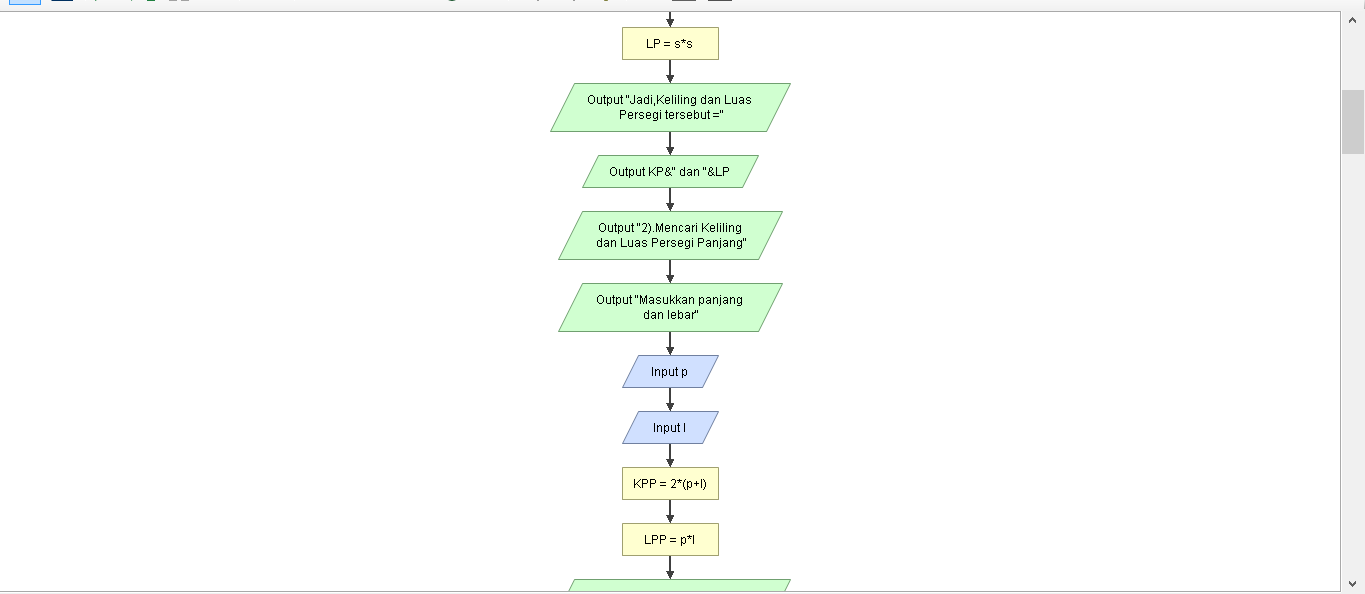 LP = s*s
Output "Jadi,Keliling dan Luas
Persegi tersebut ="
Output KP&" dan "&LP
Output "2).Mencari Keliling
dan Luas Persegi Panjang"
Output "Masukkan panjang
dan lebar"
Input p
Input l
KPP = 2*(p+l)
LPP = p*l